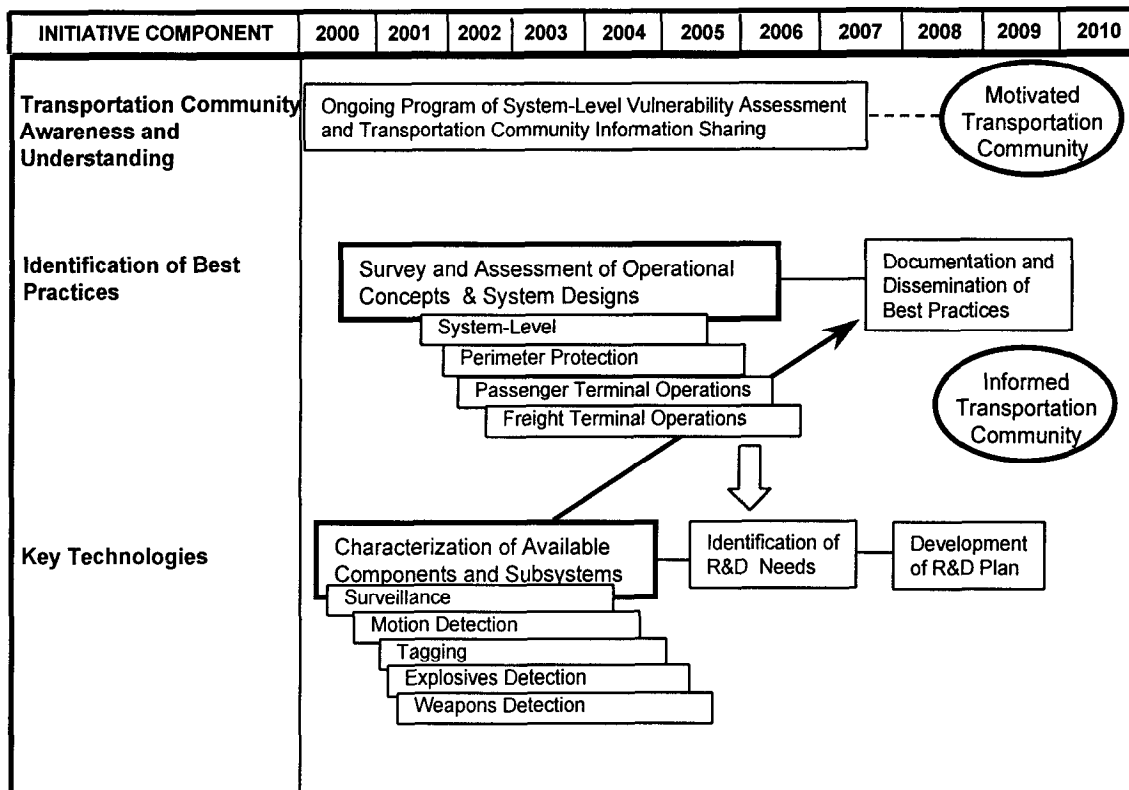 INITIATIVE COMPONENT 2000 2001 2002 2003 2004 2005 2006 2007 2008 2009 2010
Transportation Community
Awareness and
Understanding
Ongoing Program of System-Level Vulnerability Assessment
and Transportation Community Information Sharing
Motivated
Transportation
Community
Identification of Best
Practices
Survey and Assessment of Operational
Concepts & System Designs
System-Level
Perimeter Protection
Passenger Terminal Operations
Freight Terminal Operations
Documentation and
Dissemination of
Best Practices
Informed
Transportation
Community
Key Technologies
Characterization of Available
Components and Subsystems
Surveillance
Motion Detection
Tagging
Explosives Detection
Weapons Detection
Identification of
R&D Needs
Development
of R&D Plan